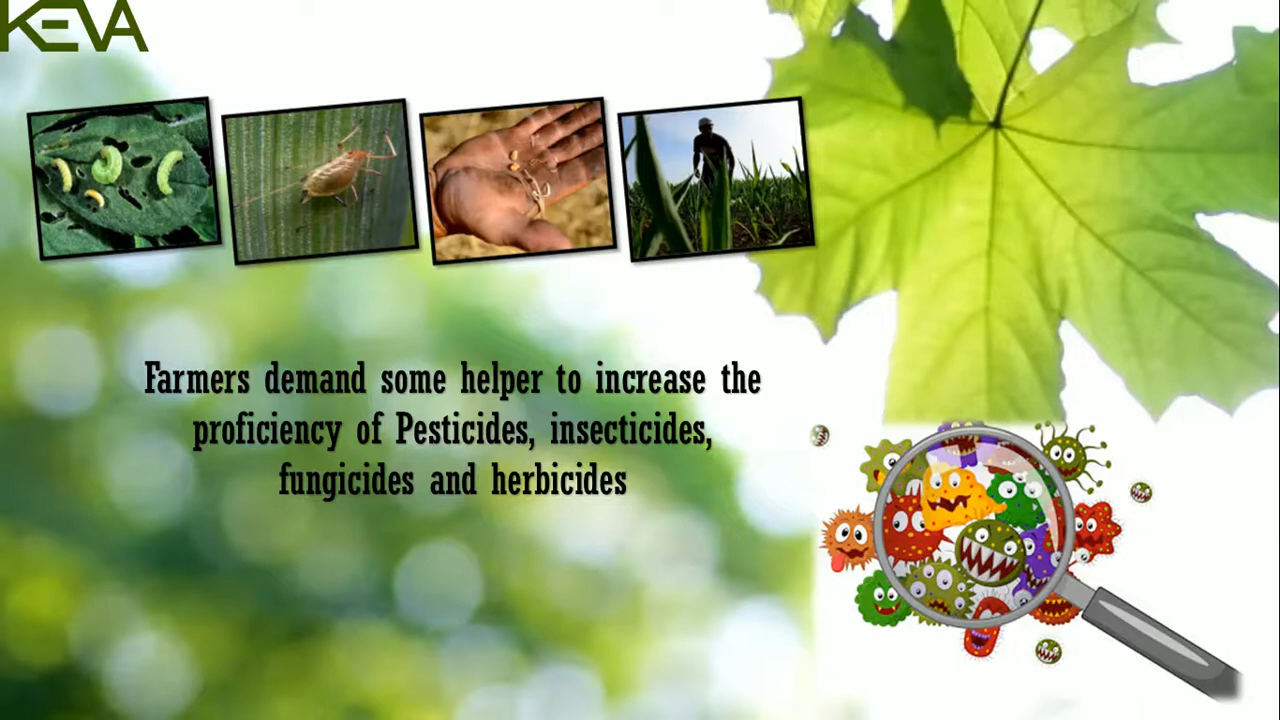 KEVA
Farmers demand some helper to increase the
proficiency of Pesticides, insecticides,
fungicides and herbicides